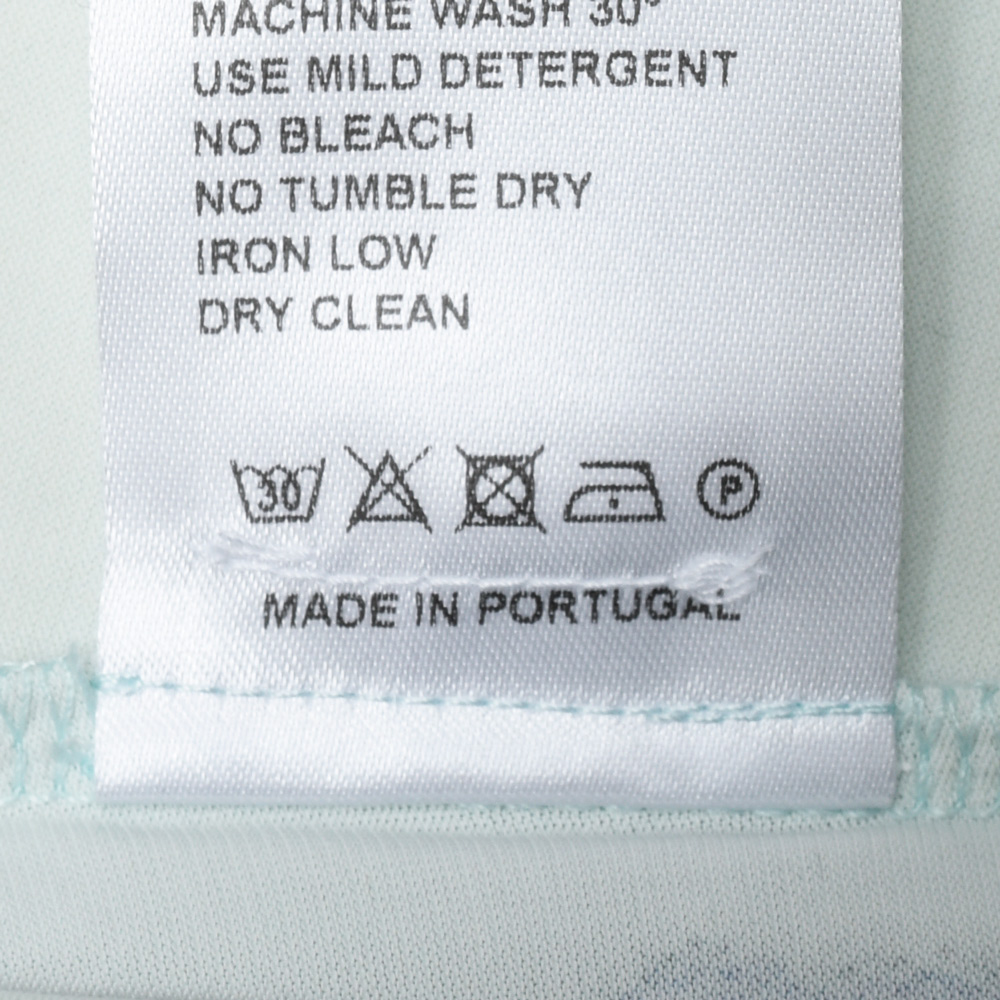 MACHINE WASH 30°
USE MILD DETERGENT
NO BLEACH
NO TUMBLE DRY
IRON LOW
DRY CLEAN
30 P
MADE IN PORTUGAL